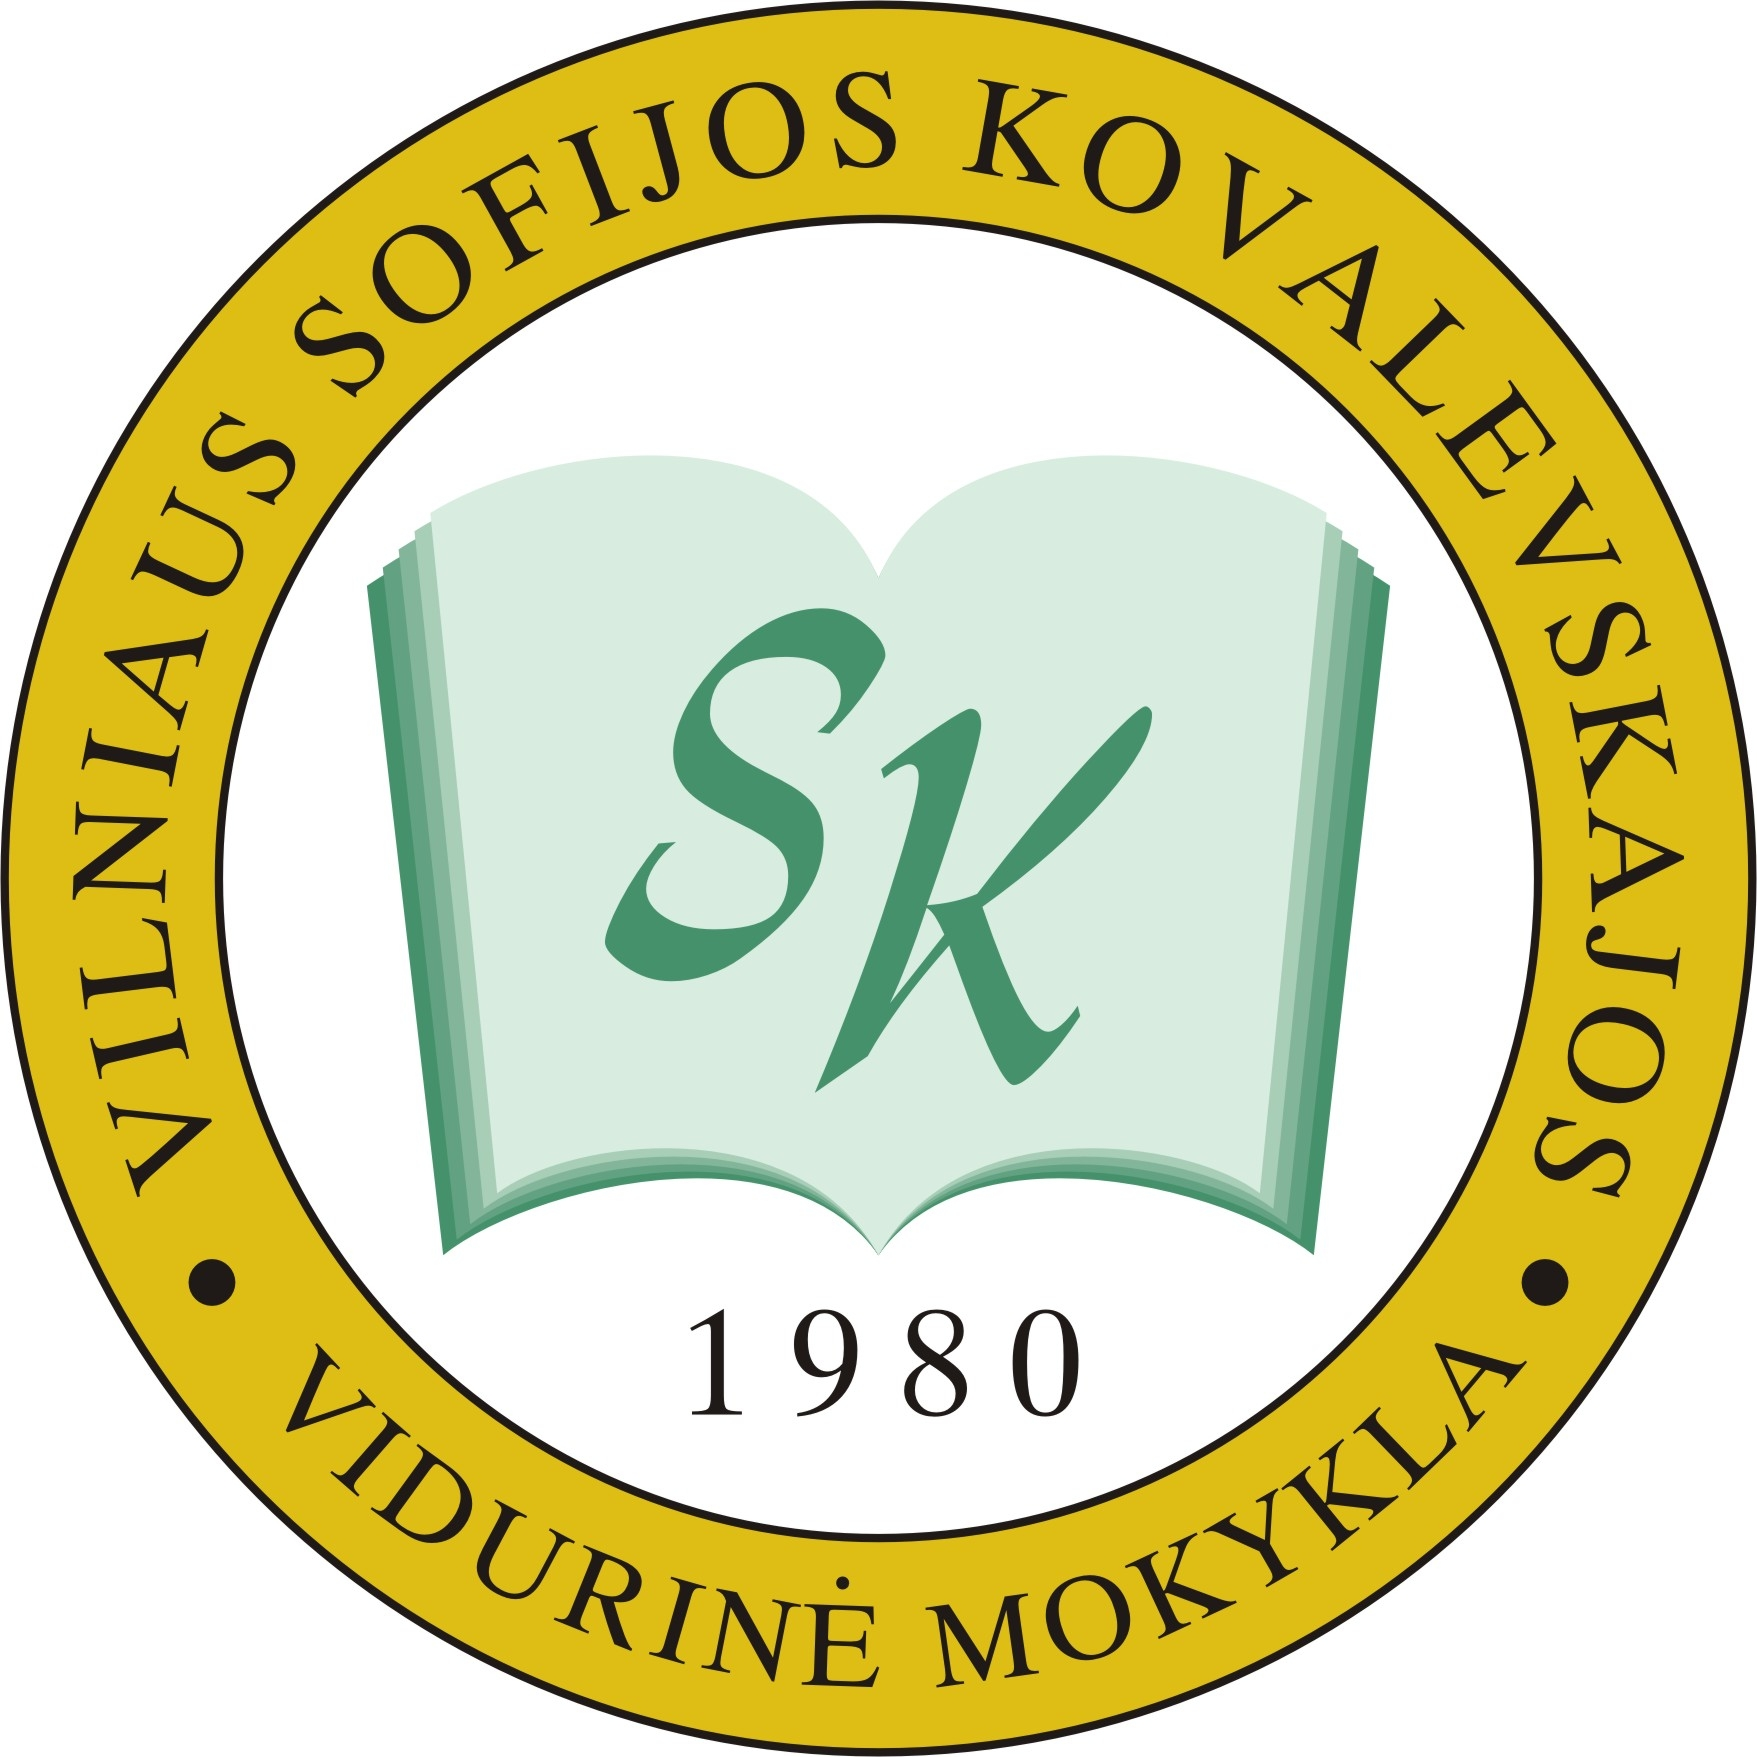 VILNIAUS SOFIJOS KOVALEVSKAJOS
SK
1980
VIDURINĖ MOKYKLA